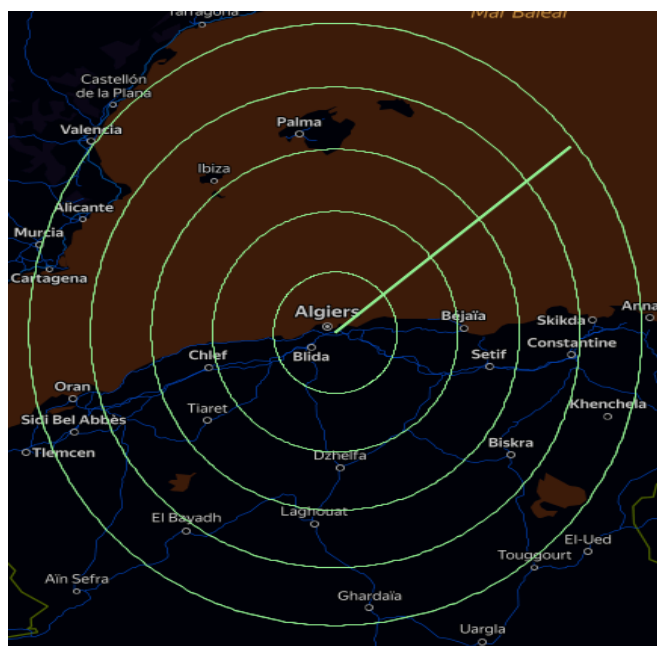 Tarragona
Mar Balear
Castellón
de la Plana
Valencia
Palma
Ibiza
Alicante
Murcia
Cartagena
Algiers
Bejaïa
Skikda
Anna
Blida
Constantine
Chlef
Setif
Oran
Tiaret
Khenchela
Sidi Bel Abbès
Tlemcen
Biskra
Dzhelfa
Laghouat
El Bayadh
El-Ued
Touggourt
Aïn Sefra
Ghardaïa
Uargla